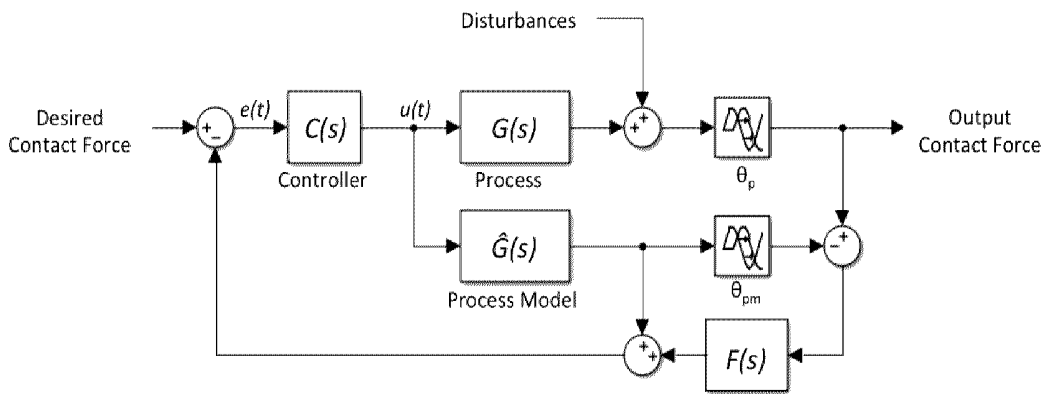 Disturbances
Desired
Contact Force
+
−
e(t)
C(s)
Controller
u(t)
G(s)
Process
+
+
θp
Output
Contact Force
Ĝ(s)
Process Model
θpm
−
+
+
+
F(s)